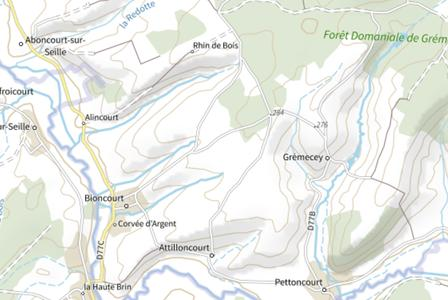 la Redotte
Aboncourt-sur-
Seille
Rhin de Bois
Forêt Domaniale de Grém
froicourt
Alincourt
264
276
sur-Seille
Grémecey
Bioncourt
Corvée d'Argent
D77B
D77C
Attilloncourt
la Haute Brin
Pettoncourt